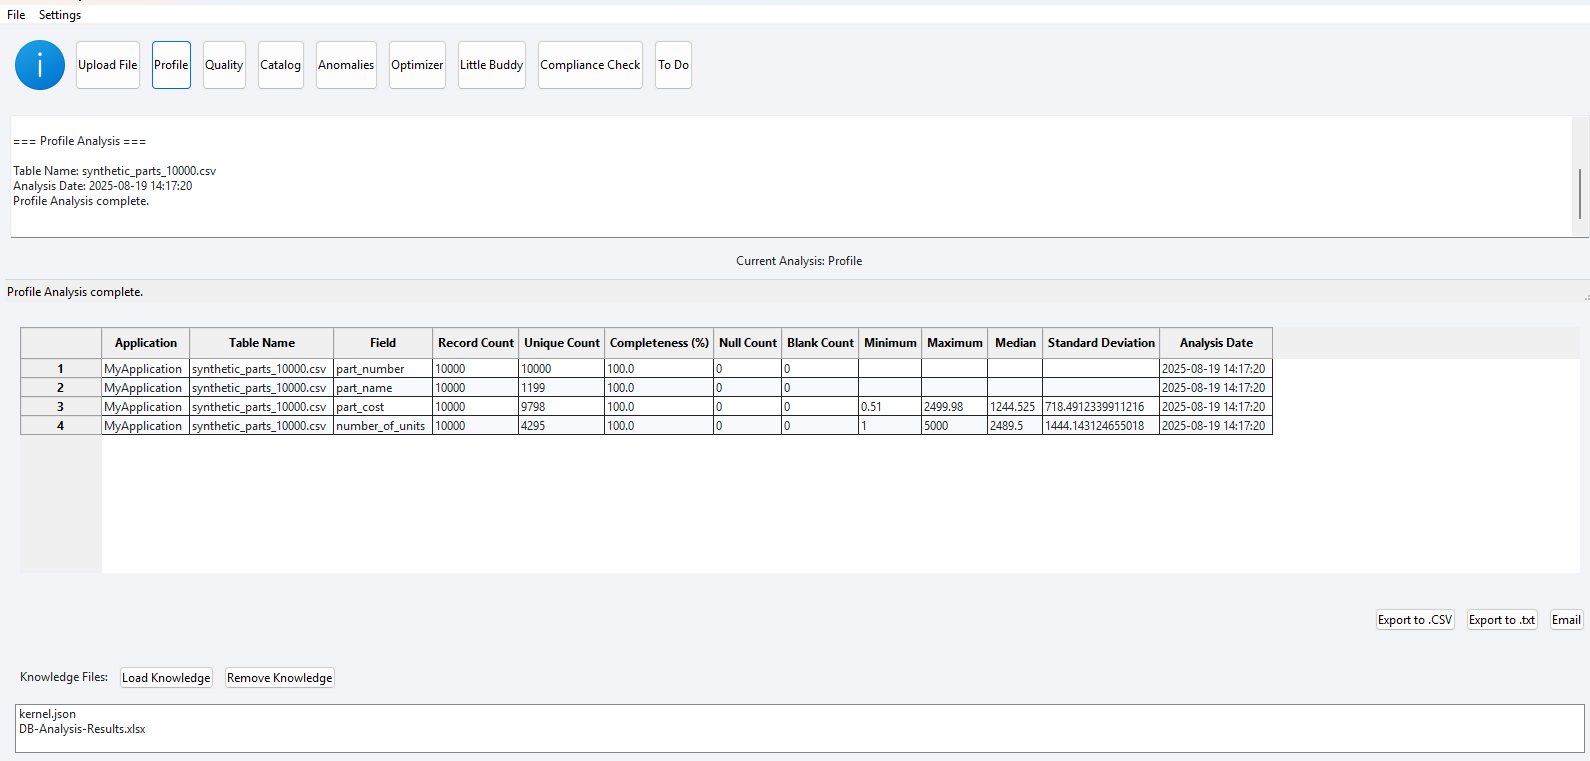 File Settings
i
Upload File Profile Quality Catalog Anomalies Optimizer Little Buddy Compliance Check To Do
=== Profile Analysis ===
Table Name: synthetic_parts_10000.csv
Analysis Date: 2025-08-19 14:17:20
Profile Analysis complete.
Current Analysis: Profile
Profile Analysis complete.
Application Table Name Field Record Count Unique Count Completeness (%) Null Count Blank Count Minimum Maximum Median Standard Deviation Analysis Date
1 MyApplication synthetic_parts_10000.csv part_number 10000 10000 100.0 0 0 2025-08-19 14:17:20
2 MyApplication synthetic_parts_10000.csv part_name 10000 1199 100.0 0 0 2025-08-19 14:17:20
3 MyApplication synthetic_parts_10000.csv part_cost 10000 9798 100.0 0 0 0.51 2499.98 1244.525 718.4912339911216 2025-08-19 14:17:20
4 MyApplication synthetic_parts_10000.csv number_of_units 10000 4295 100.0 0 0 1 5000 2489.5 1444.143124655018 2025-08-19 14:17:20
Export to .CSV Export to .txt Email
Knowledge Files: Load Knowledge Remove Knowledge
kernel.json
DB-Analysis-Results.xlsx